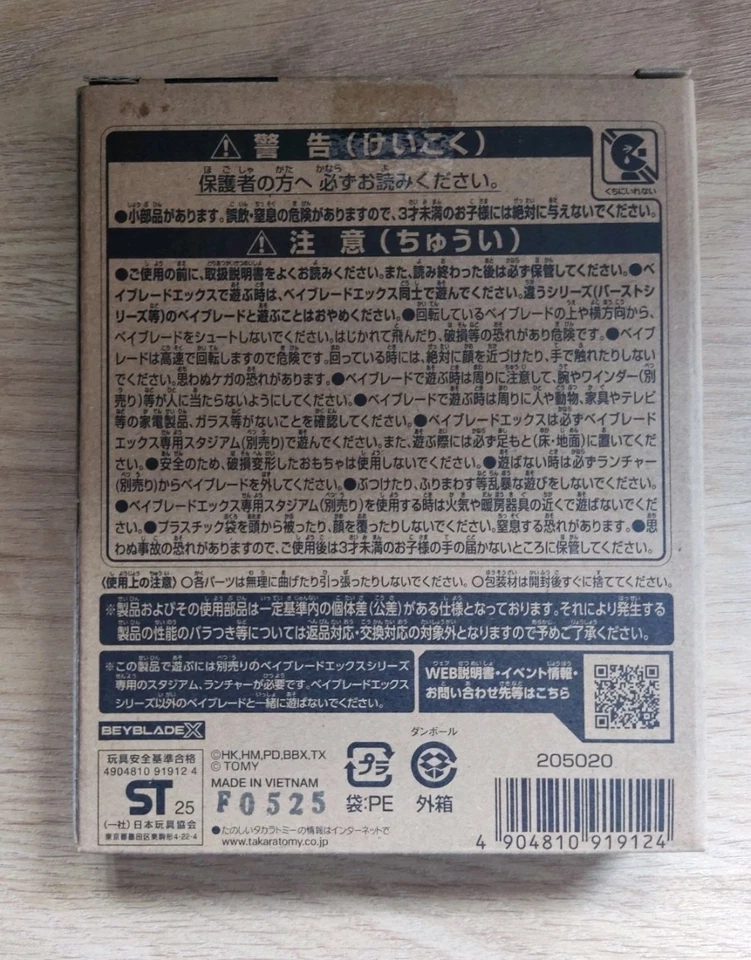 警告(けいこく)
くちにいれない
保護者の方へ 必ずお読みください。
●小部品があります。誤飲・窒息の危険がありますので、3才未満のお子様には絶対に与えないでください。
注意(ちゅうい)
●ご使用の前に、取扱説明書をよくお読みください。また、読み終わった後は必ず保管してください。●ベ
イブレードエックスで遊ぶ時は、ベイブレードエックス同士で遊んでください。違うシリーズ(バーストシ
リーズ等)のベイブレードと遊ぶことはおやめください。●回転しているベイブレードの上や横方向から、
ベイブレードをシュートしないでください。はじかれて飛んだり、破損等の恐れがあり危険です。●ベイブ
レードは高速で回転しますので危険です。回っている時には、絶対に顔を近づけたり、手で触れたりしない
でください。思わぬケガの恐れがあります。●ベイブレードで遊ぶ時は周りに注意して、腕やワインダー(別
売り)等が人に当たらないようにしてください。●ベイブレードで遊ぶ時は周りに人や動物、家具やテレビ
等の家電製品、ガラス等がないことを確認してください。●ベイブレードエックスは必ずベイブレード
エックス専用スタジアム(別売り)で遊んでください。また、遊ぶ際には必ず足もと(床・地面)に置いてくだ
さい。●安全のため、破損変形したおもちゃは使用しないでください。●遊ばない時は必ずランチャー
(別売り)からベイブレードを外してください。●ぶつけたり、ふりまわす等乱暴な遊びをしないでください。
●ベイブレードエックス専用スタジアム(別売り)を使用する時は火気や暖房器具の近くで遊ばないでくだ
さい。●プラスチック袋を頭から被ったり、顔を覆ったりしないでください。窒息する恐れがあります。●思
わぬ事故の恐れがありますので、ご使用後は3才未満のお子様の手の届かないところに保管してください。
〈使用上の注意〉○各パーツは無理に曲げたり引っ張ったりしないでください。○包装材は開封後すぐに捨ててください。
※製品およびその使用部品は一定基準内の個体差(公差)がある仕様となっております。それにより発生する
製品の性能のバラつき等については返品対応・交換対応の対象外となりますので予めご了承ください。
※この製品で遊ぶには別売りのベイブレードエックスシリーズ
専用のスタジアム、ランチャーが必要です。ベイブレードエックス
シリーズ以外のベイブレードと一緒に遊ばないでください。
WEB説明書・イベント情報・
お問い合わせ先等はこちら
BEYBLADE X
玩具安全基準合格
4904810 91912 4
ST 25
(一社)日本玩具協会
東京都墨田区東駒形4-22-4
©HK,HM,PD,BBX,TX
© TOMY
MADE IN VIETNAM
F0525
●たのしいタカラトミーの情報はインターネットで
www.takaratomy.co.jp
プラ
袋:PE
ダンボール
外箱
205020
4 904810 919124